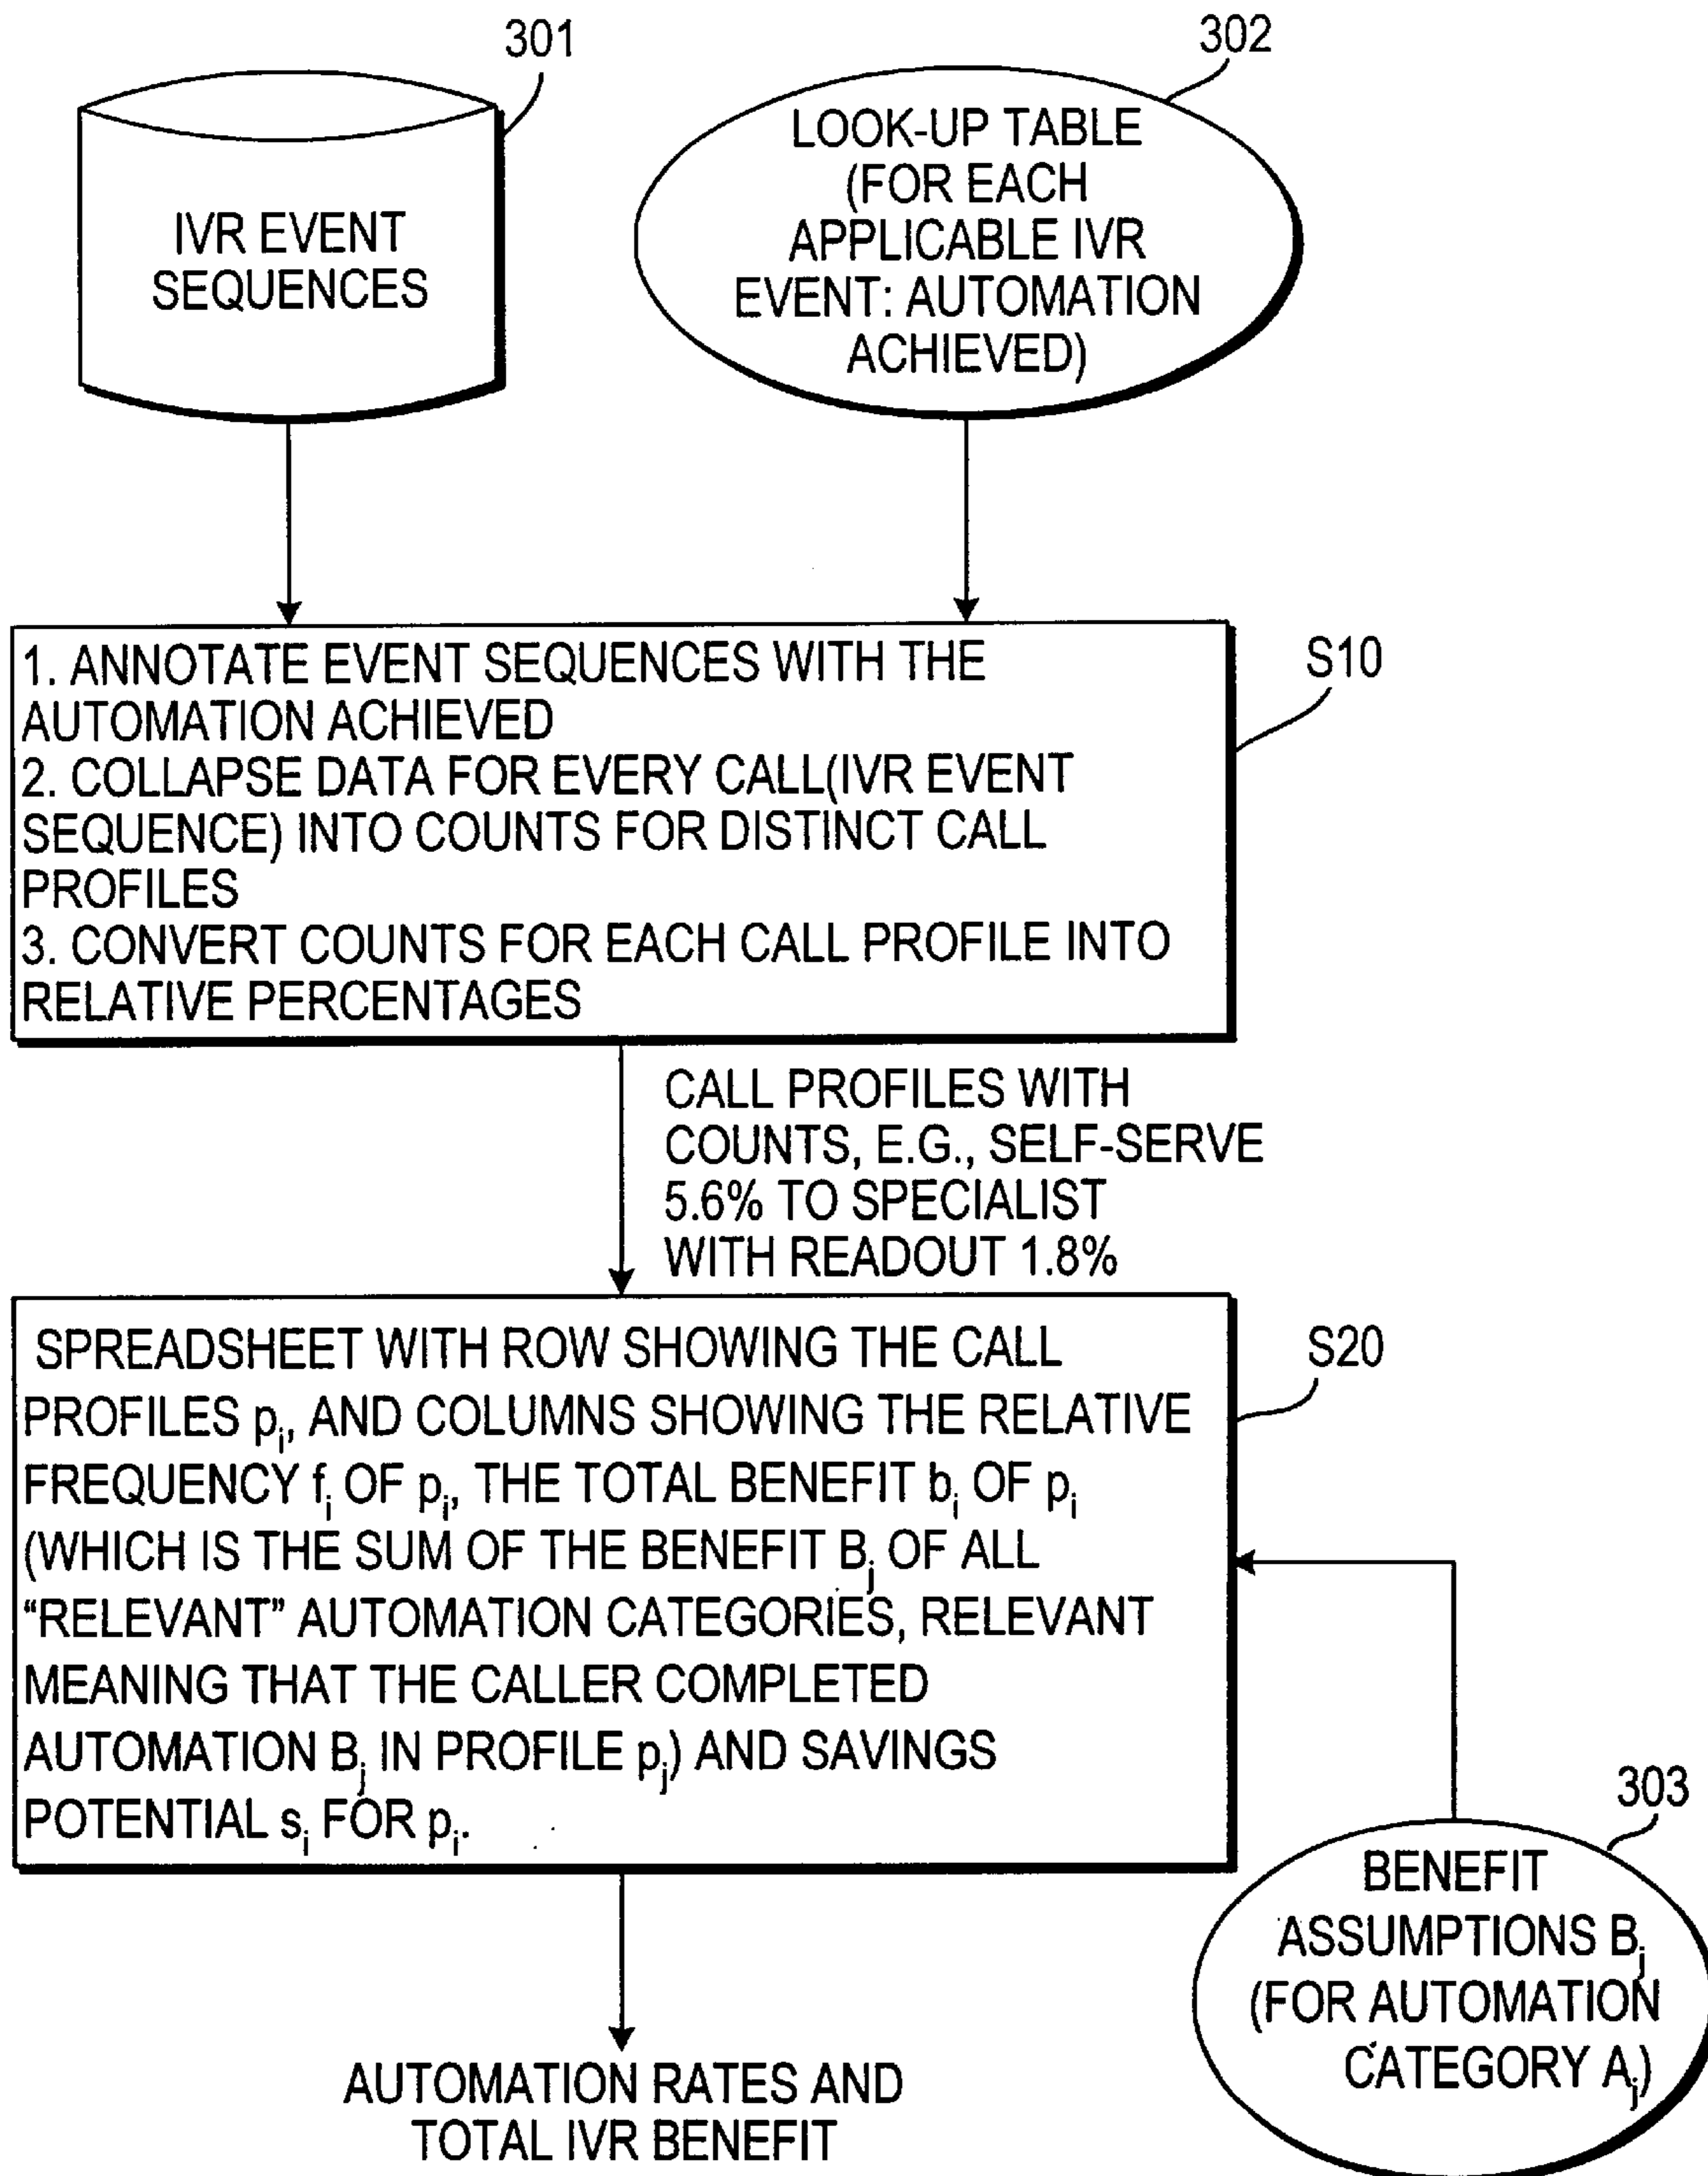 301
302
IVR EVENT
SEQUENCES
LOOK-UP TABLE
(FOR EACH
APPLICABLE IVR
EVENT: AUTOMATION
ACHIEVED)
1. ANNOTATE EVENT SEQUENCES WITH THE
AUTOMATION ACHIEVED
2. COLLAPSE DATA FOR EVERY CALL(IVR EVENT
SEQUENCE) INTO COUNTS FOR DISTINCT CALL
PROFILES
3. CONVERT COUNTS FOR EACH CALL PROFILE INTO
RELATIVE PERCENTAGES
S10
CALL PROFILES WITH
COUNTS, E.G., SELF-SERVE
5.6% TO SPECIALIST
WITH READOUT 1.8%
SPREADSHEET WITH ROW SHOWING THE CALL
PROFILES pi, AND COLUMNS SHOWING THE RELATIVE
FREQUENCY fi OF pi, THE TOTAL BENEFIT bi OF pi
(WHICH IS THE SUM OF THE BENEFIT Bj OF ALL
“RELEVANT” AUTOMATION CATEGORIES, RELEVANT
MEANING THAT THE CALLER COMPLETED
AUTOMATION Bj IN PROFILE pj) AND SAVINGS
POTENTIAL si FOR pi.
S20
303
BENEFIT
ASSUMPTIONS Bj
(FOR AUTOMATION
CATEGORY Aj)
AUTOMATION RATES AND
TOTAL IVR BENEFIT